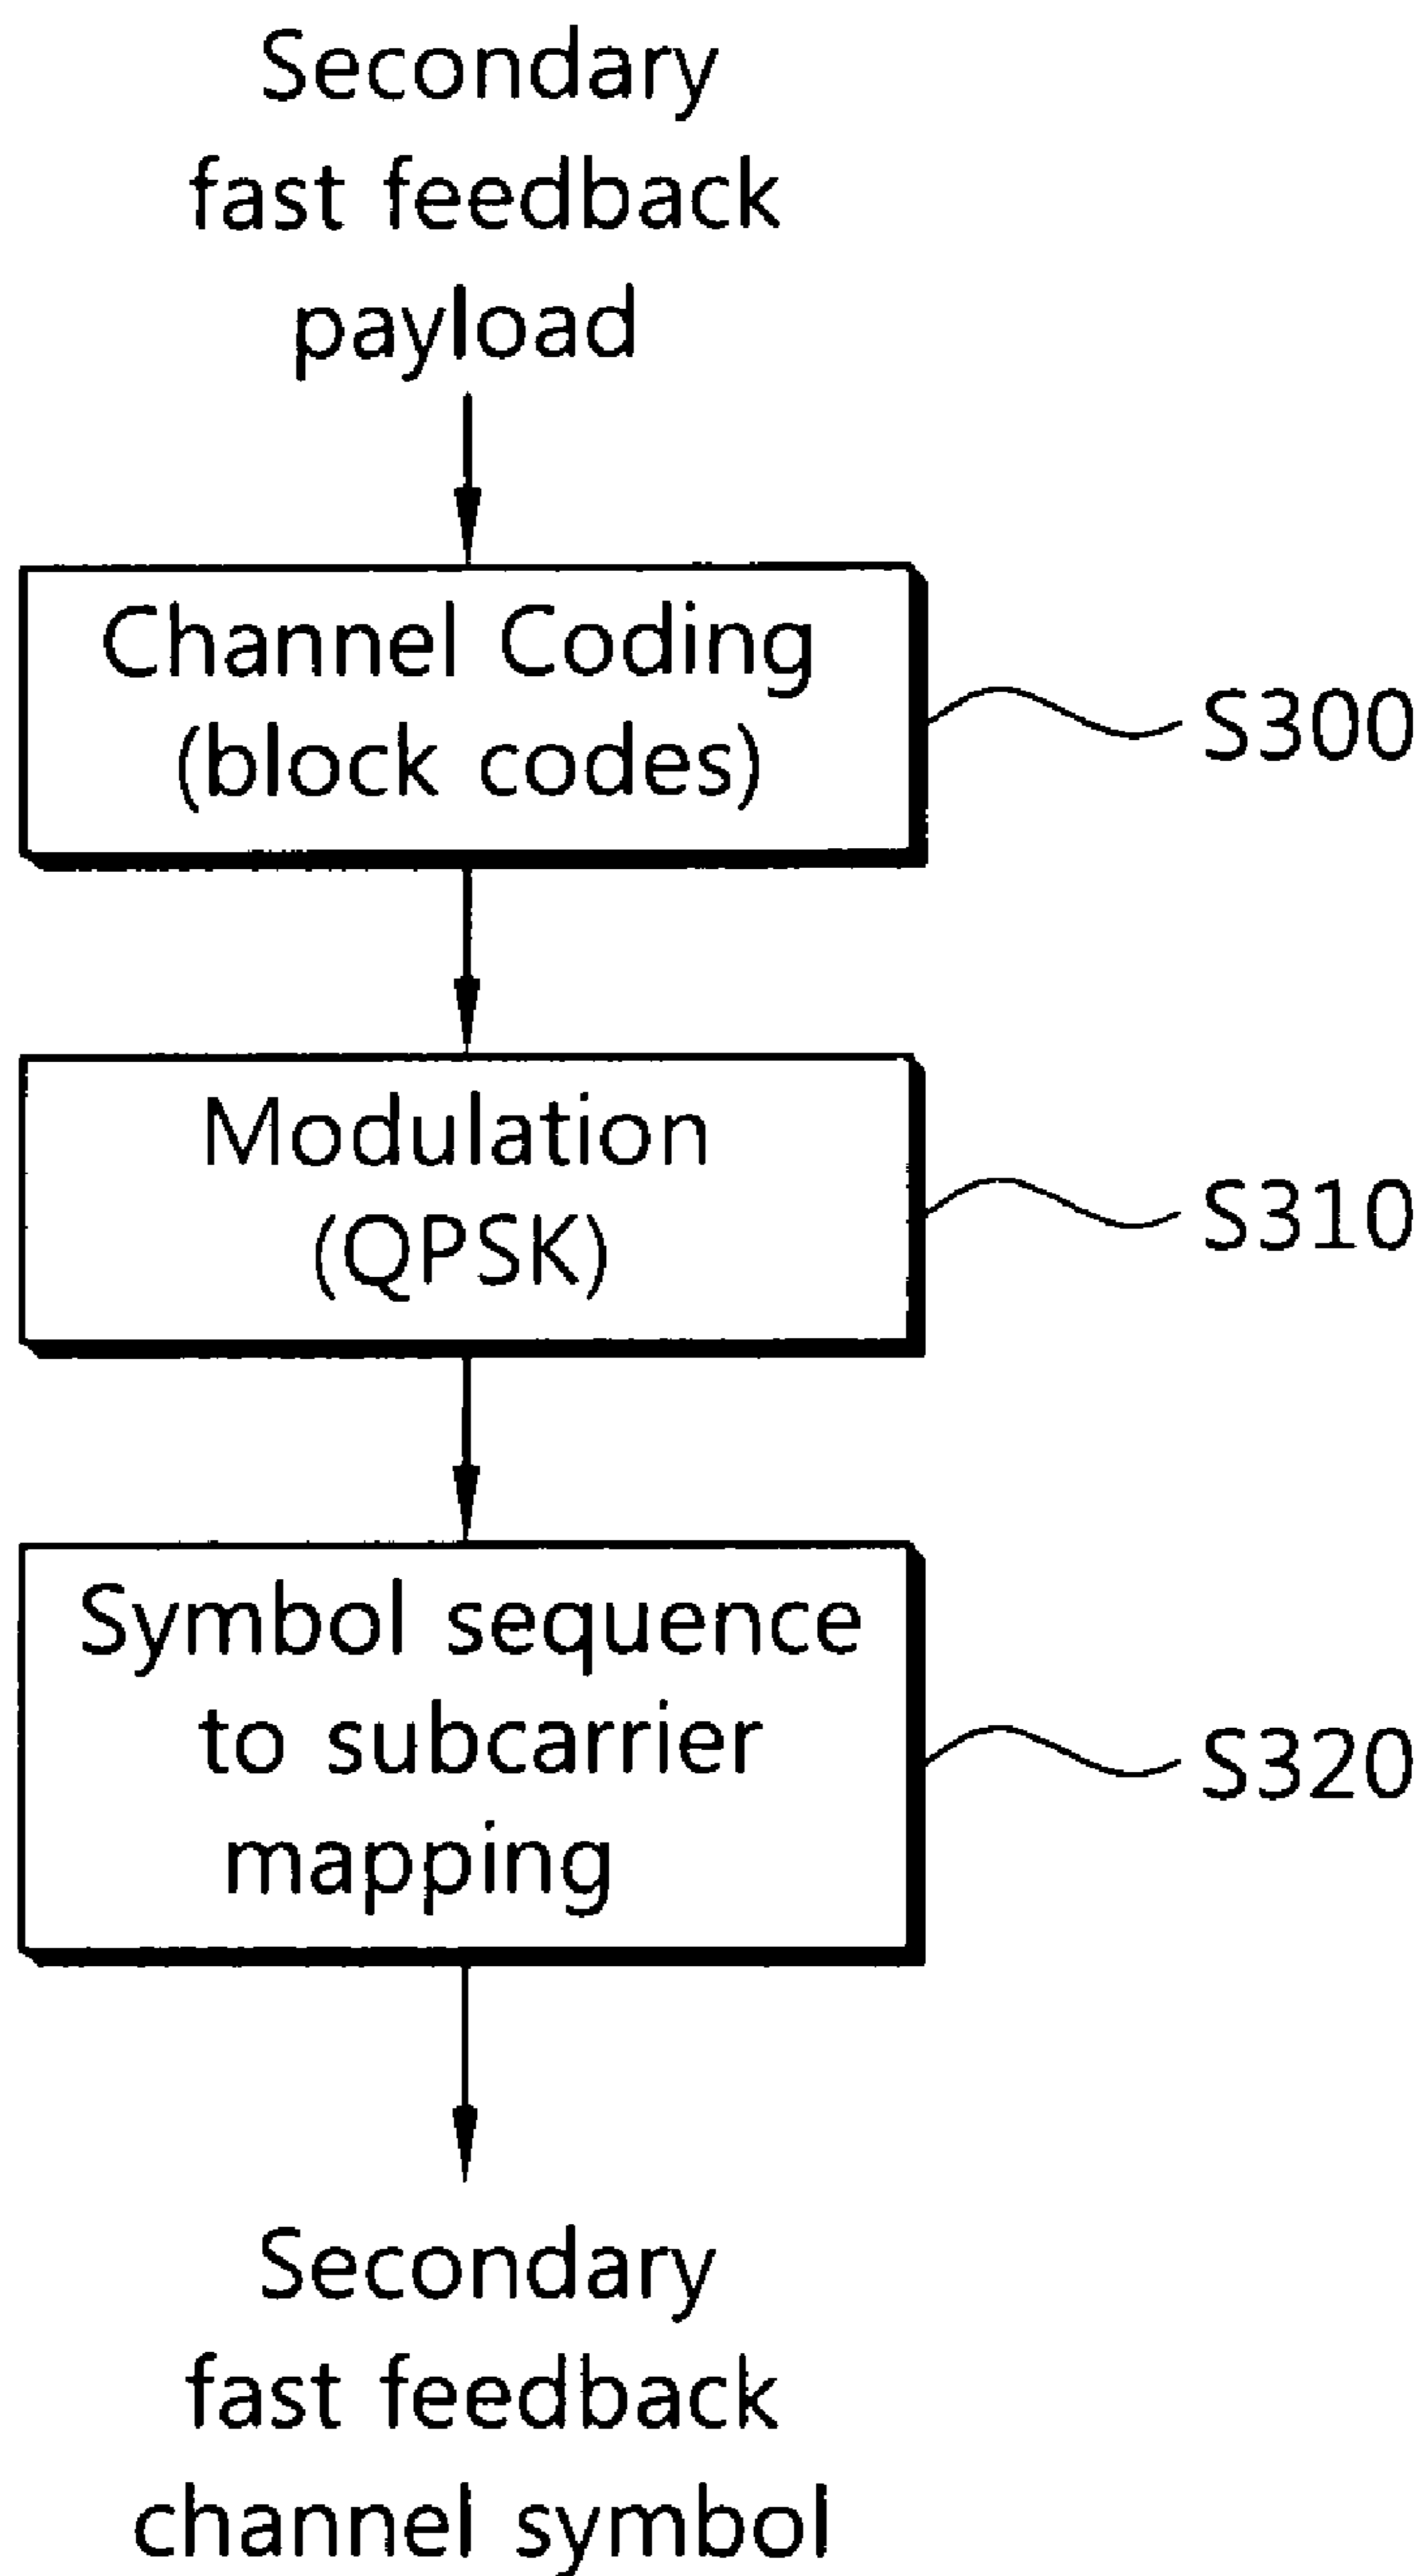 Secondary
fast feedback
payload
Channel Coding
(block codes)
S300
Modulation
(QPSK)
S310
Symbol sequence
to subcarrier
mapping
S320
Secondary
fast feedback
channel symbol